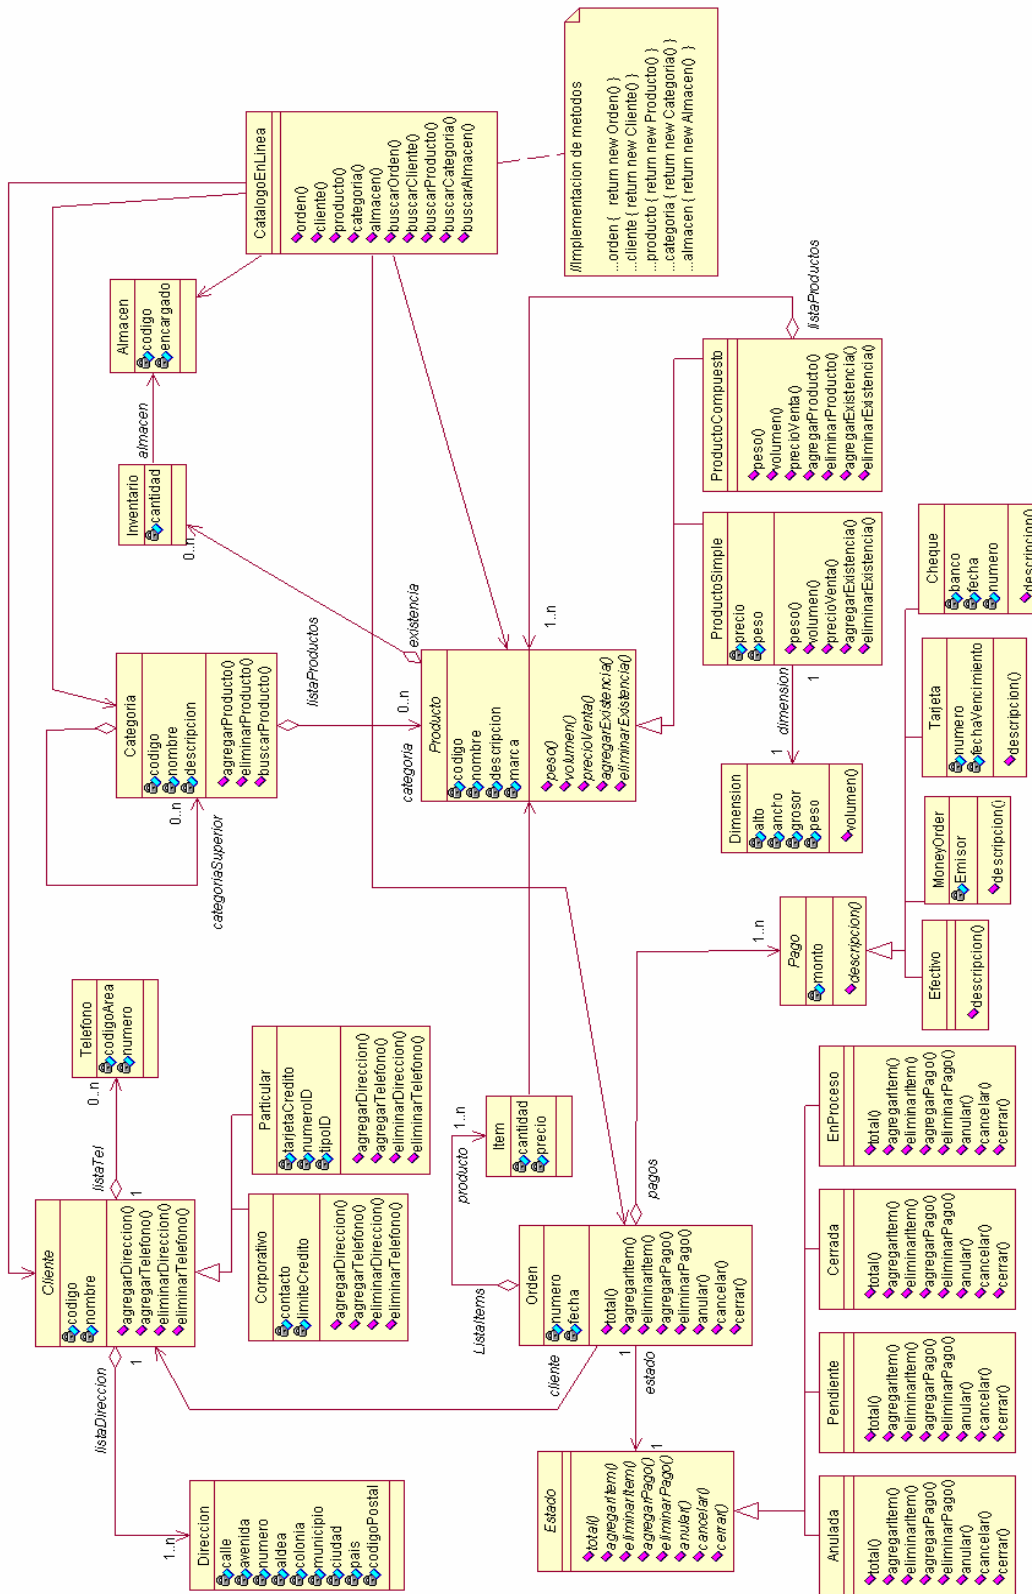 CatalogoEnLinea
orden()
cliente()
producto()
categoria()
almacen()
buscarOrden()
buscarCliente()
buscarProducto()
buscarCategoria()
buscarAlmacen()
//Implementacion de metodos
...orden { return new Orden() }
...cliente { return new Cliente() }
...producto { return new Producto() }
...categoria { return new Categoria() }
...almacen { return new Almacen() }
Almacen
codigo
encargado
almacen
Inventario
cantidad
0..n
existencia
Categoria
codigo
nombre
descripcion
agregarProducto()
eliminarProducto()
buscarProducto()
0..n
categoriaSuperior
listaProductos
0..n
categoria
Producto
codigo
nombre
descripcion
marca
peso()
volumen()
precioVenta()
agregarExistencia()
eliminarExistencia()
1..n
listaProductos
ProductoCompuesto
peso()
volumen()
precioVenta()
agregarProducto()
eliminarProducto()
agregarExistencia()
eliminarExistencia()
ProductoSimple
precio
peso
peso()
volumen()
precioVenta()
agregarExistencia()
eliminarExistencia()
1
dimension
1
Dimension
alto
ancho
grosor
peso
volumen()
Telefono
codigoArea
numero
0..n
listaTel
1
Cliente
codigo
nombre
agregarDireccion()
agregarTelefono()
eliminarDireccion()
eliminarTelefono()
1
listaDireccion
1..n
Direccion
calle
avenida
numero
aldea
colonia
municipio
ciudad
pais
codigoPostal
Particular
tarjetaCredito
numeroID
tipoID
agregarDireccion()
agregarTelefono()
eliminarDireccion()
eliminarTelefono()
Corporativo
contacto
limiteCredito
agregarDireccion()
agregarTelefono()
eliminarDireccion()
eliminarTelefono()
producto
1..n
Item
cantidad
precio
ListaItems
Orden
numero
fecha
total()
agregarItem()
eliminarItem()
agregarPago()
eliminarPago()
anular()
cancelar()
cerrar()
cliente
1
estado
1
pagos
1..n
Pago
monto
descripcion()
Efectivo
descripcion()
MoneyOrder
Emisor
descripcion()
Tarjeta
numero
fechaVencimiento
descripcion()
Cheque
banco
fecha
numero
descripcion()
Estado
total()
agregarItem()
eliminarItem()
agregarPago()
eliminarPago()
anular()
cancelar()
cerrar()
Anulada
total()
agregarItem()
eliminarItem()
agregarPago()
eliminarPago()
anular()
cancelar()
cerrar()
Pendiente
total()
agregarItem()
eliminarItem()
agregarPago()
eliminarPago()
anular()
cancelar()
cerrar()
Cerrada
total()
agregarItem()
eliminarItem()
agregarPago()
eliminarPago()
anular()
cancelar()
cerrar()
EnProceso
total()
agregarItem()
eliminarItem()
agregarPago()
eliminarPago()
anular()
cancelar()
cerrar()